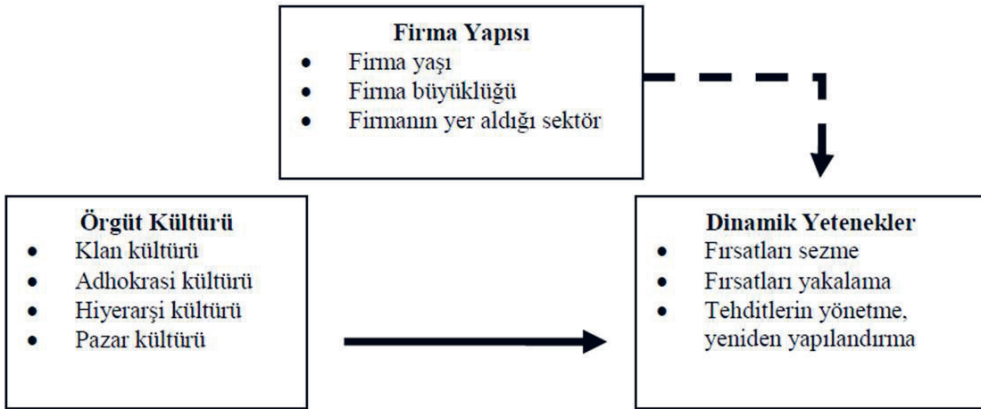 Firma Yapısı
• Firma yaşı
• Firma büyüklüğü
• Firmanın yer aldığı sektör
Örgüt Kültürü
• Klan kültürü
• Adhokrasi kültürü
• Hiyerarşi kültürü
• Pazar kültürü
Dinamik Yetenekler
• Fırsatları sezme
• Fırsatları yakalama
• Tehditlerin yönetme,
yeniden yapılandırma